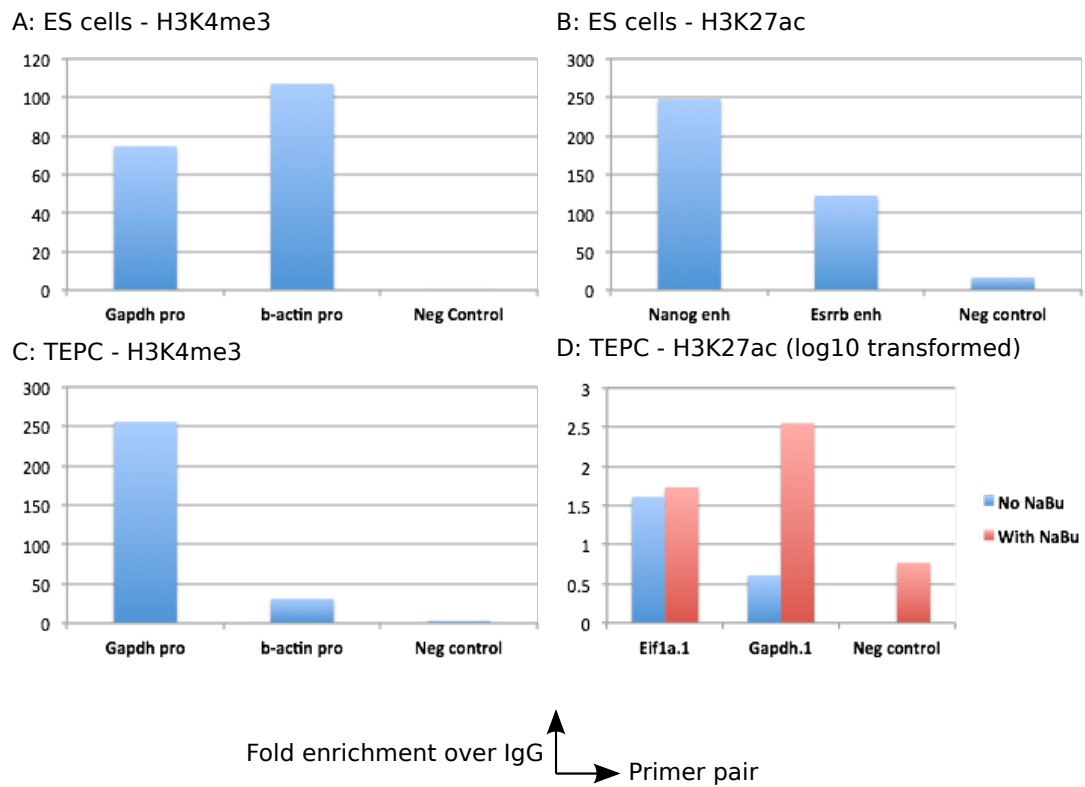 A: ES cells - H3K4me3
120
100
80
60
40
20
0
Gapdh pro
b-actin pro
Neg Control
B: ES cells - H3K27ac
300
250
200
150
100
50
0
Nanog enh
Esrrb enh
Neg control
C: TEPC - H3K4me3
300
250
200
150
100
50
0
Gapdh pro
b-actin pro
Neg control
D: TEPC - H3K27ac (log10 transformed)
3
2.5
2
1.5
1
0.5
0
Eif1a.1
Gapdh.1
Neg control
No NaBu
With NaBu
Fold enrichment over IgG
Primer pair